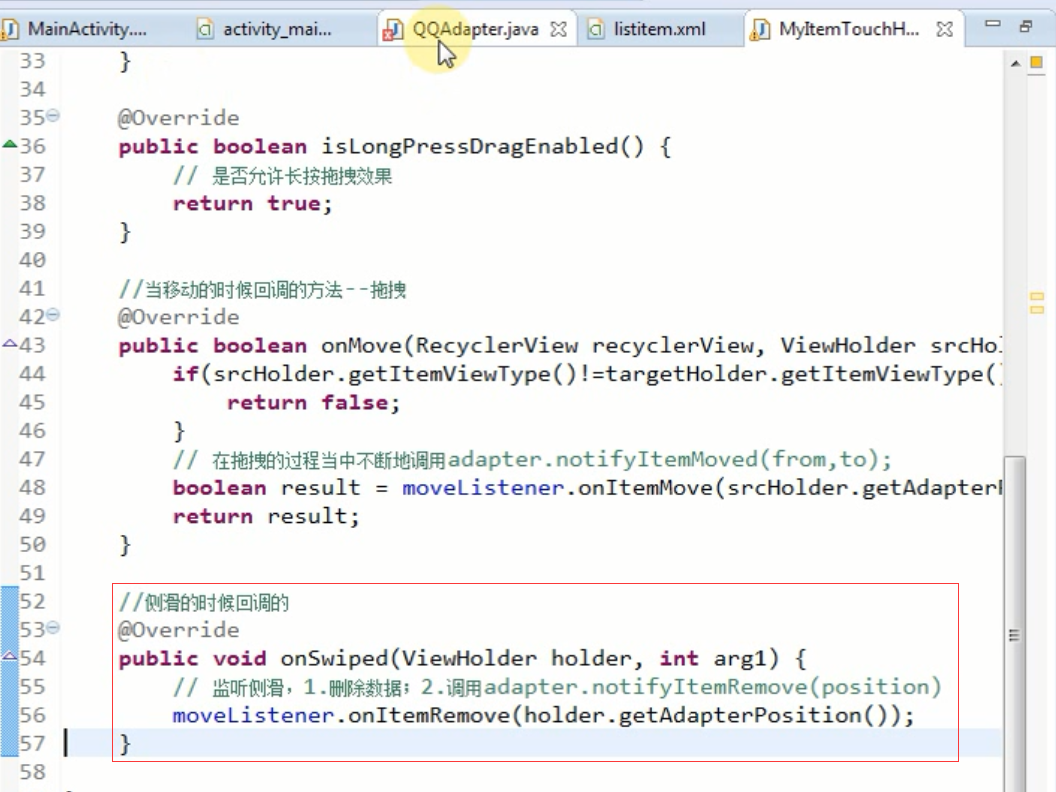 MainActivity....
activity_mai...
QQAdapter.java
listitem.xml
MyItemTouchH...
33 }
34
35 @Override
36 public boolean isLongPressDragEnabled() {
37 // 是否允许长按拖拽效果
38 return true;
39 }
40
41 //当移动的时候回调的方法--拖拽
42 @Override
43 public boolean onMove(RecyclerView recyclerView, ViewHolder srcHol
44 if(srcHolder.getItemViewType()!=targetHolder.getItemViewType()
45 return false;
46 }
47 // 在拖拽的过程当中不断地调用adapter.notifyItemMoved(from,to);
48 boolean result = moveListener.onItemMove(srcHolder.getAdapterP
49 return result;
50 }
51
52 //侧滑的时候回调的
53 @Override
54 public void onSwiped(ViewHolder holder, int arg1) {
55 // 监听侧滑，1.删除数据；2.调用adapter.notifyItemRemove(position)
56 moveListener.onItemRemove(holder.getAdapterPosition());
57 }
58